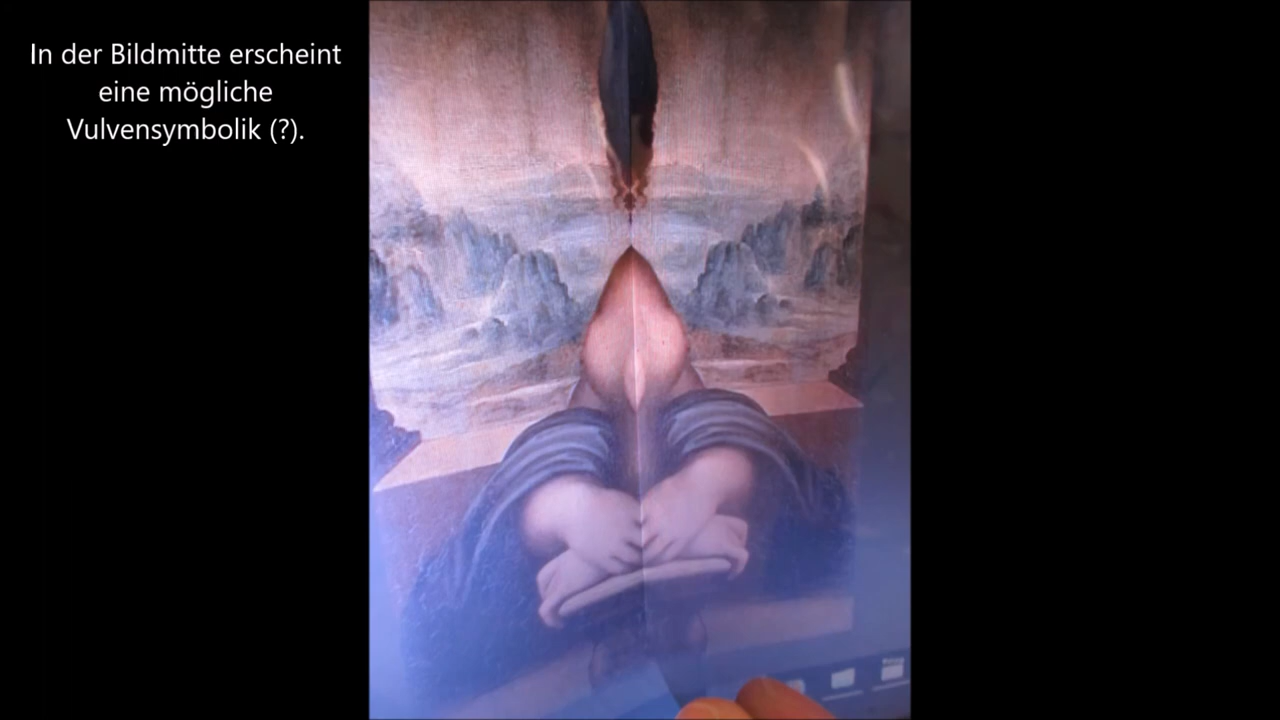 In der Bildmitte erscheint
eine mögliche
Vulvensymbolik (?).